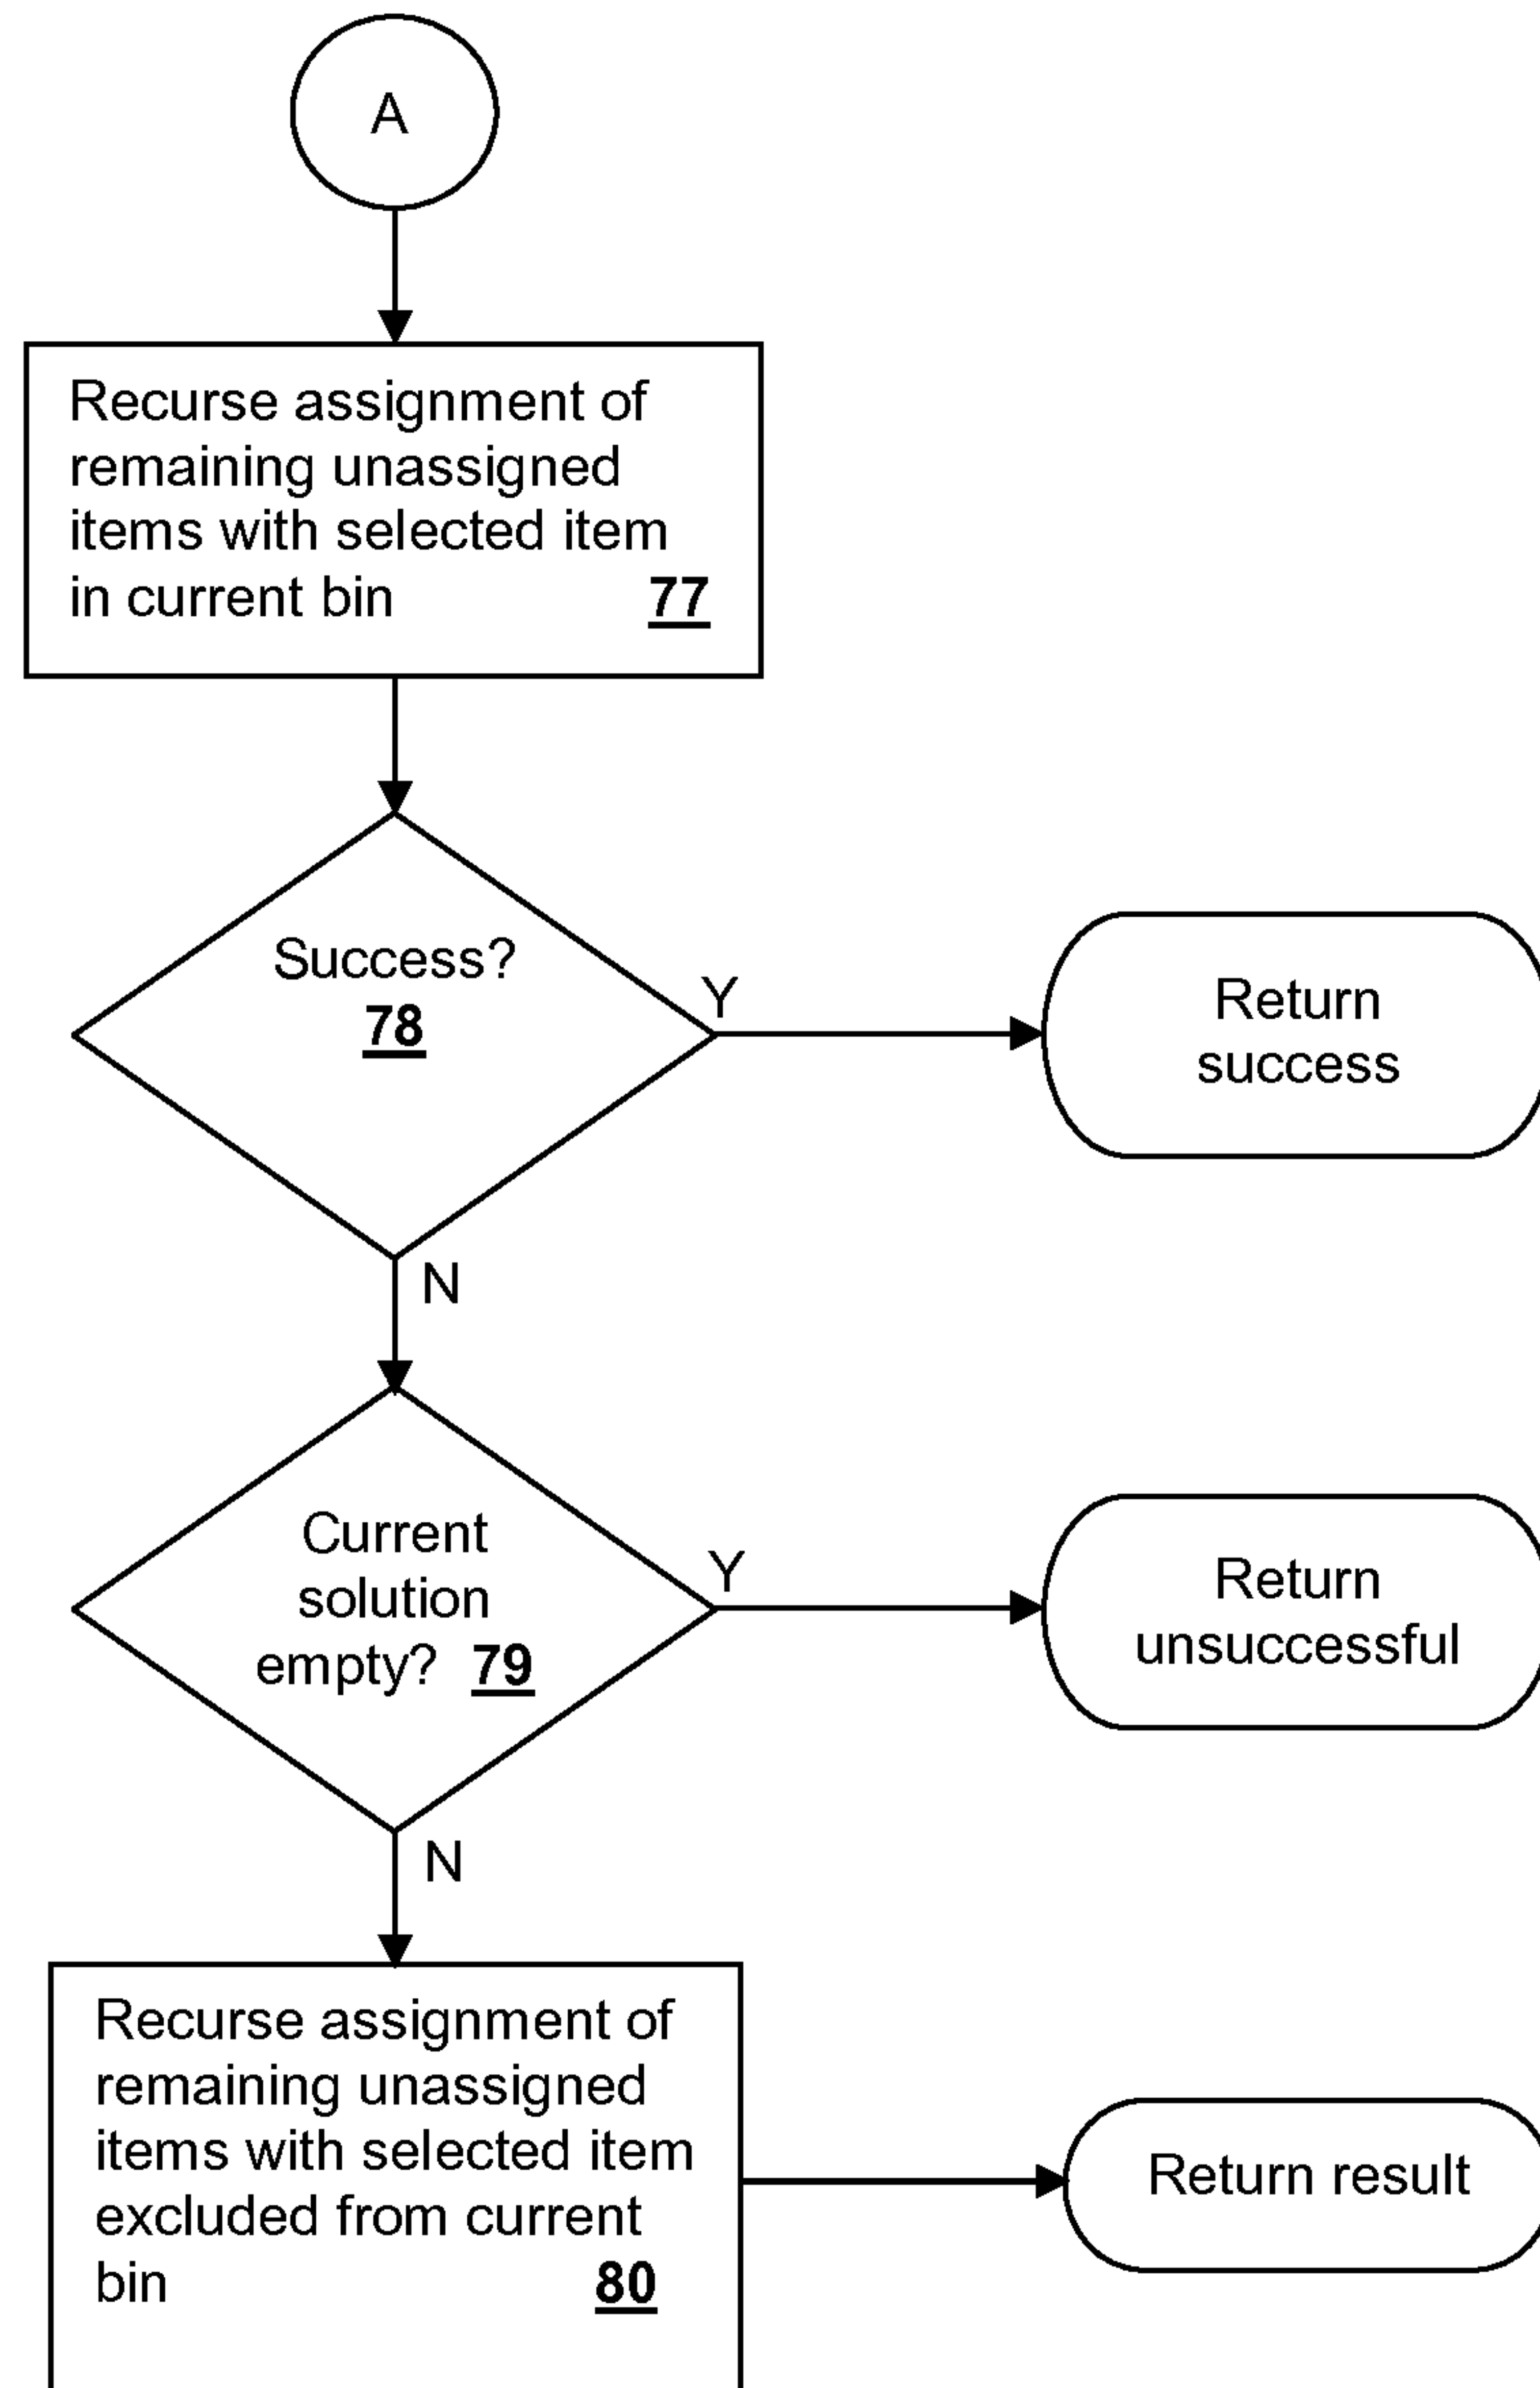 A
Recurse assignment of
remaining unassigned
items with selected item
in current bin 77
Success?
78
Y
Return
success
N
Current
solution
empty? 79
Y
Return
unsuccessful
N
Recurse assignment of
remaining unassigned
items with selected item
excluded from current
bin 80
Return result